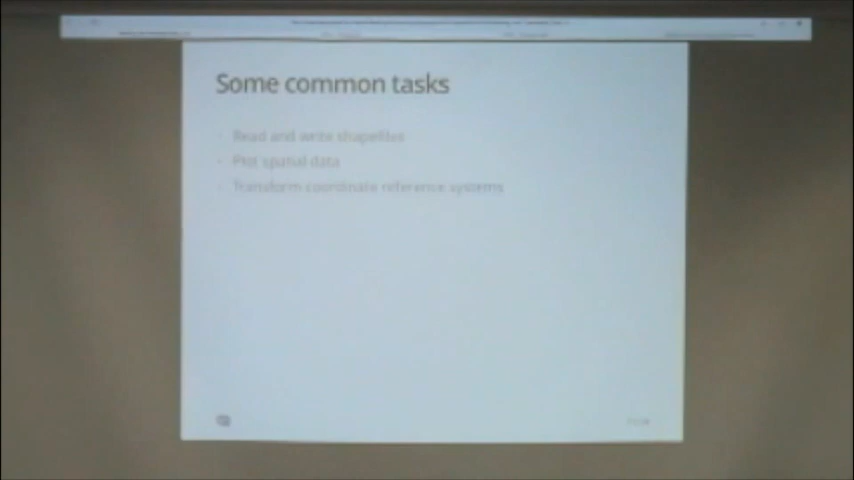 Some common tasks
Read and write shapefiles
Plot spatial data
Transform coordinate reference systems